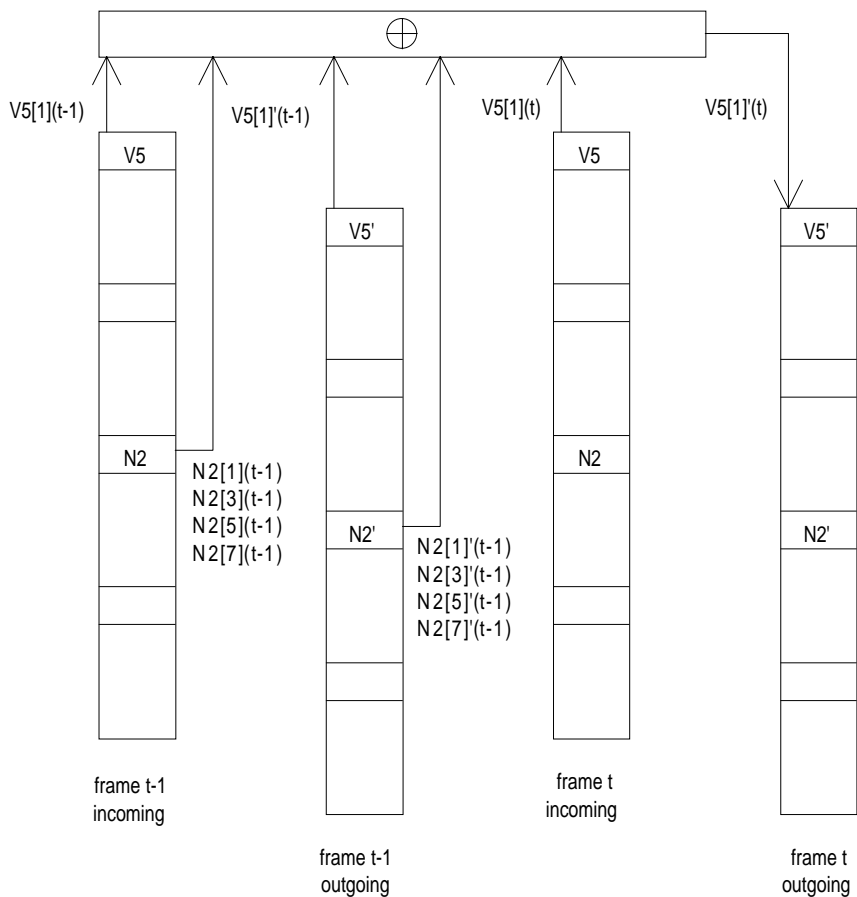 V5[1](t-1)
V5[1]'(t-1)
V5[1](t)
V5[1]'(t)
V5
V5'
V5
V5'
N2
N2[1](t-1)
N2[3](t-1)
N2[5](t-1)
N2[7](t-1)
N2'
N2[1]'(t-1)
N2[3]'(t-1)
N2[5]'(t-1)
N2[7]'(t-1)
N2
N2'
frame t-1
incoming
frame t-1
outgoing
frame t
incoming
frame t
outgoing